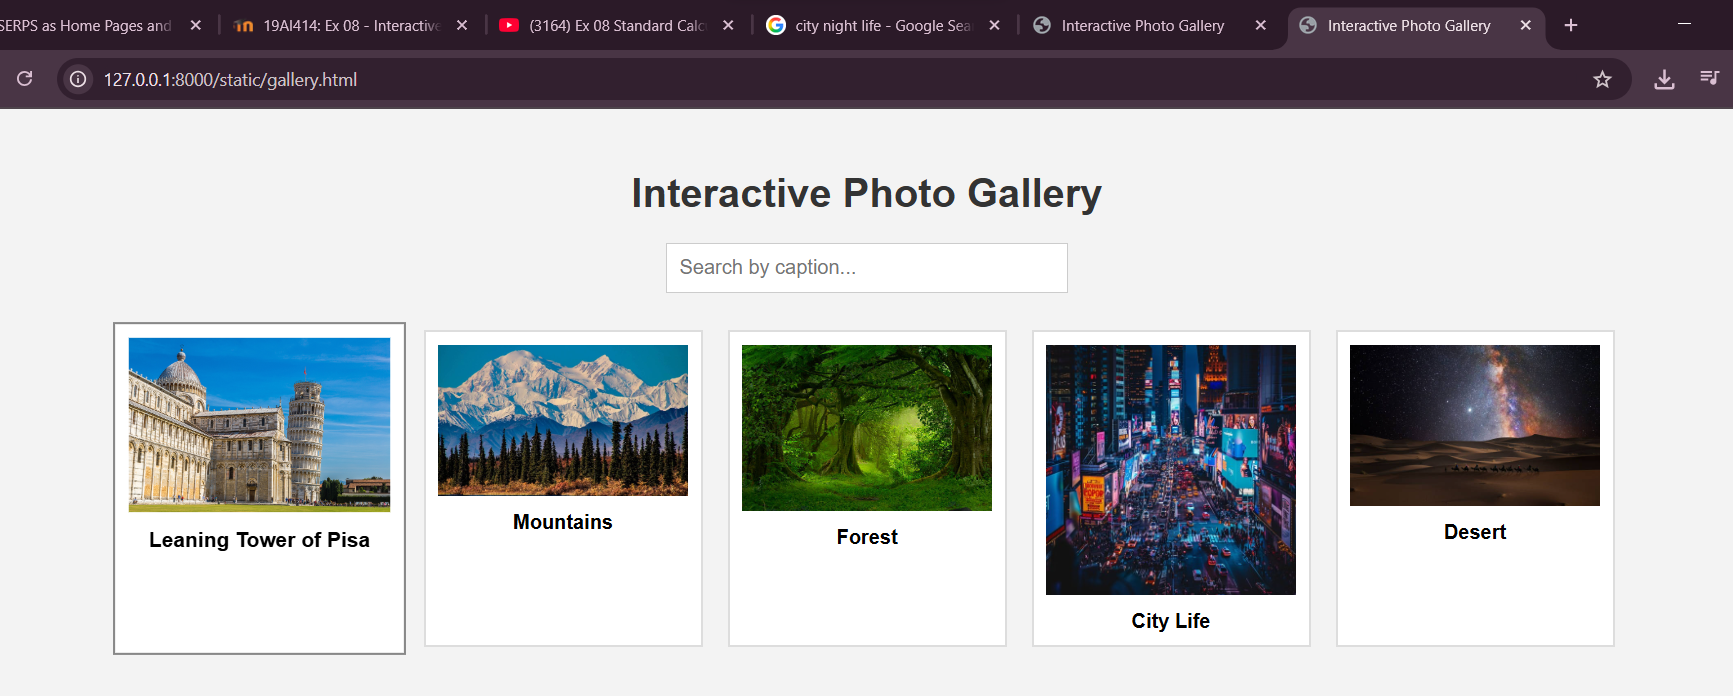 SERPS as Home Pages and
19AI414: Ex 08 - Interactive
(3164) Ex 08 Standard Calc
city night life - Google Sea
Interactive Photo Gallery
Interactive Photo Gallery
127.0.0.1:8000/static/gallery.html
Interactive Photo Gallery
Search by caption...
Leaning Tower of Pisa
Mountains
Forest
City Life
Desert